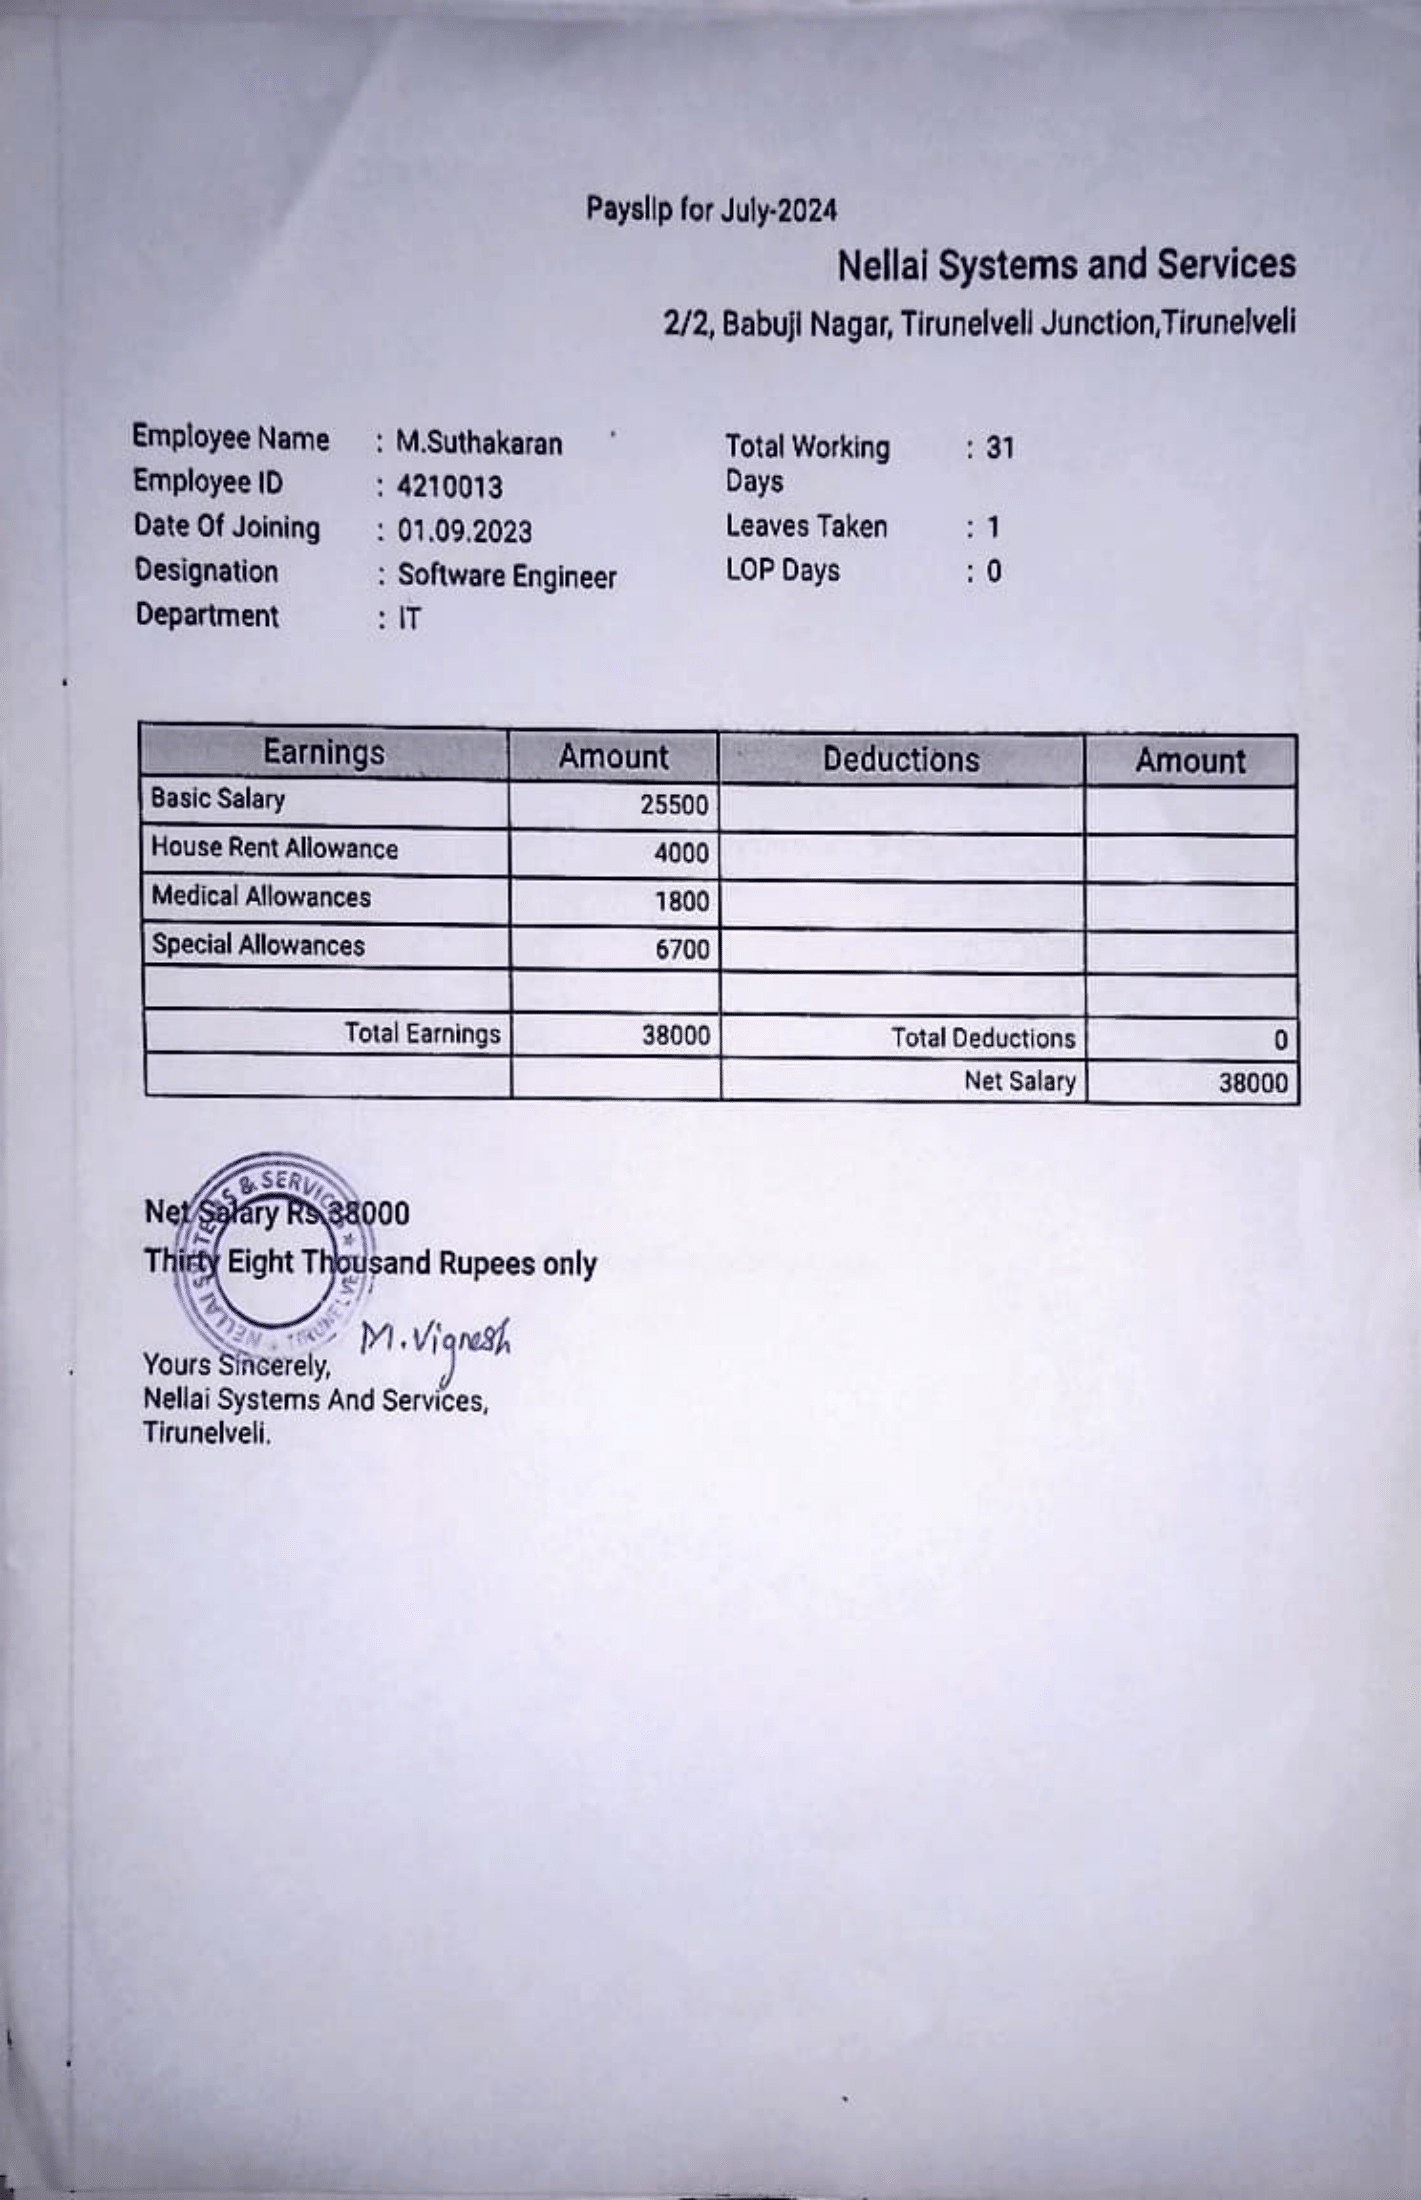 Payslip for July-2024
Nellai Systems and Services
2/2, Babuji Nagar, Tirunelveli Junction,Tirunelveli
Employee Name : M.Suthakaran
Employee ID : 4210013
Date Of Joining : 01.09.2023
Designation : Software Engineer
Department : IT
Total Working Days : 31
Leaves Taken : 1
LOP Days : 0
Earnings Amount Deductions Amount
Basic Salary 25500
House Rent Allowance 4000
Medical Allowances 1800
Special Allowances 6700
Total Earnings 38000 Total Deductions 0
Net Salary 38000
Net Salary Rs.38000
Thirty Eight Thousand Rupees only
NELLAI SYSTEMS & SERVICES * TIRUNELVELI *
M.Vignesh
Yours Sincerely,
Nellai Systems And Services,
Tirunelveli.